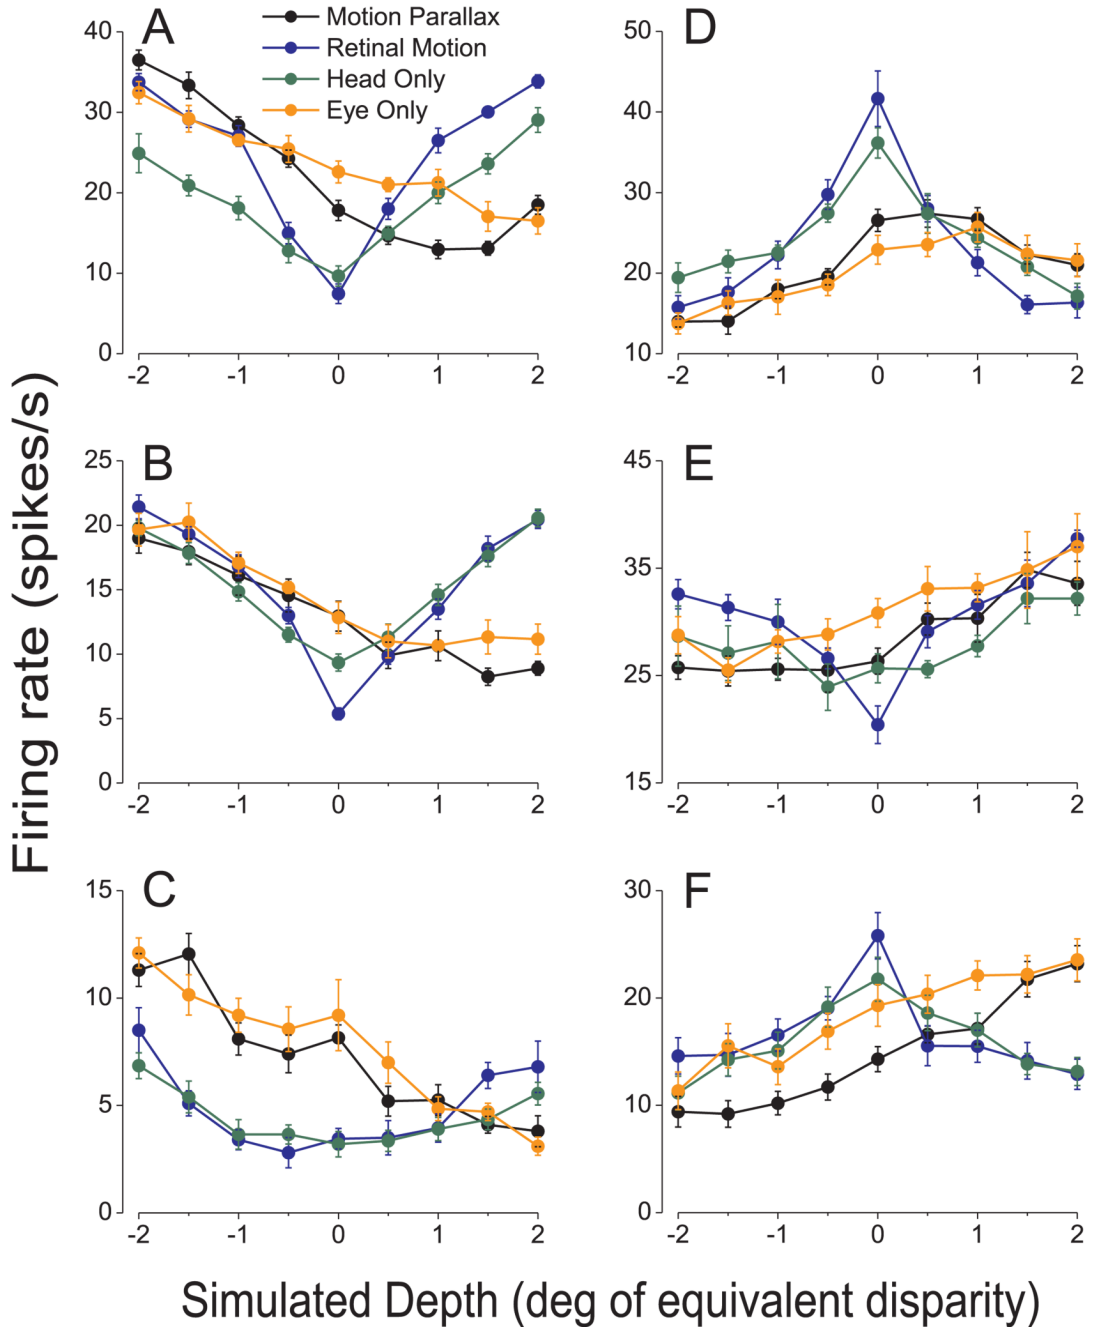 A
Motion Parallax
Retinal Motion
Head Only
Eye Only
40
30
20
10
0
-2 -1 0 1 2
D
50
40
30
20
10
-2 -1 0 1 2
B
25
20
15
10
5
0
-2 -1 0 1 2
E
45
35
25
15
-2 -1 0 1 2
C
15
10
5
0
-2 -1 0 1 2
F
30
20
10
0
-2 -1 0 1 2
Firing rate (spikes/s)
Simulated Depth (deg of equivalent disparity)